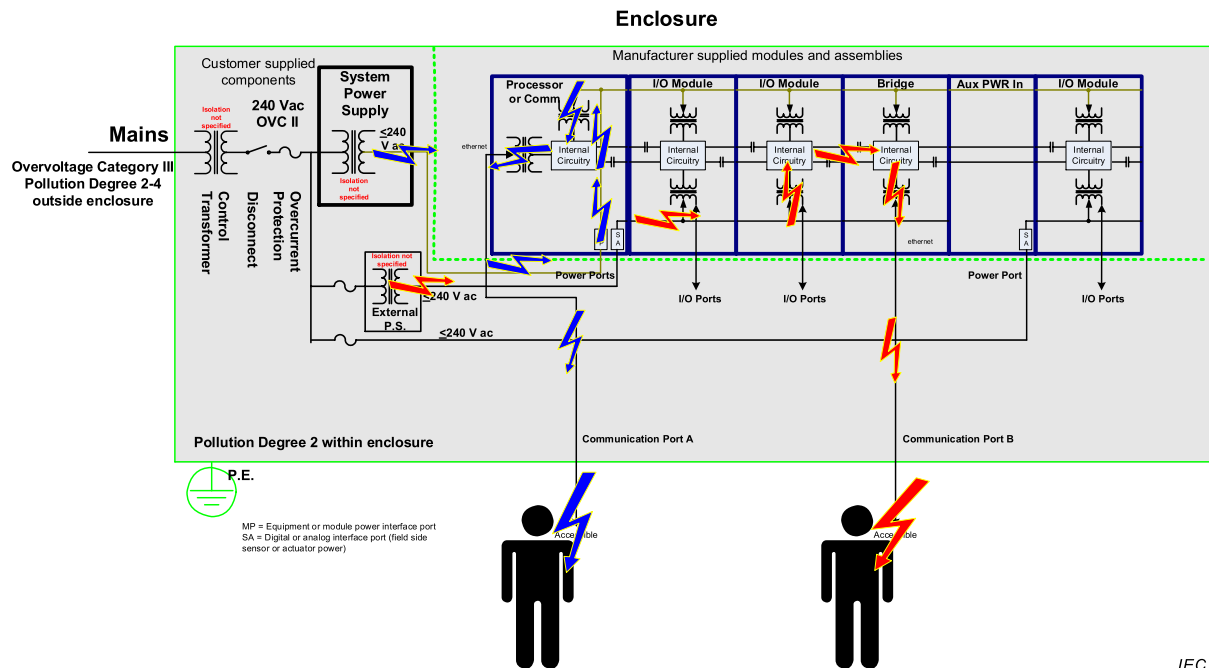 Enclosure
Manufacturer supplied modules and assemblies
Customer supplied
components
System
Power
Supply
Processor
or Comm
I/O Module
I/O Module
Bridge
Aux PWR In
I/O Module
Isolation
not
specified
240 Vac
OVC II
Mains
Overvoltage Category III
Pollution Degree 2-4
outside enclosure
<240
V ac
ethernet
Internal
Circuitry
Internal
Circuitry
Internal
Circuitry
Internal
Circuitry
Internal
Circuitry
Isolation
not
specified
Control
Transformer
Disconnect
Overcurrent
Protection
S
A
ethernet
S
A
Isolation not
specified
Power Ports
Power Port
<240 V ac
I/O Ports
I/O Ports
I/O Ports
External
P.S.
<240 V ac
Pollution Degree 2 within enclosure
Communication Port A
Communication Port B
P.E.
MP = Equipment or module power interface port
SA = Digital or analog interface port (field side
sensor or actuator power)
Accessible
Accessible
IEC